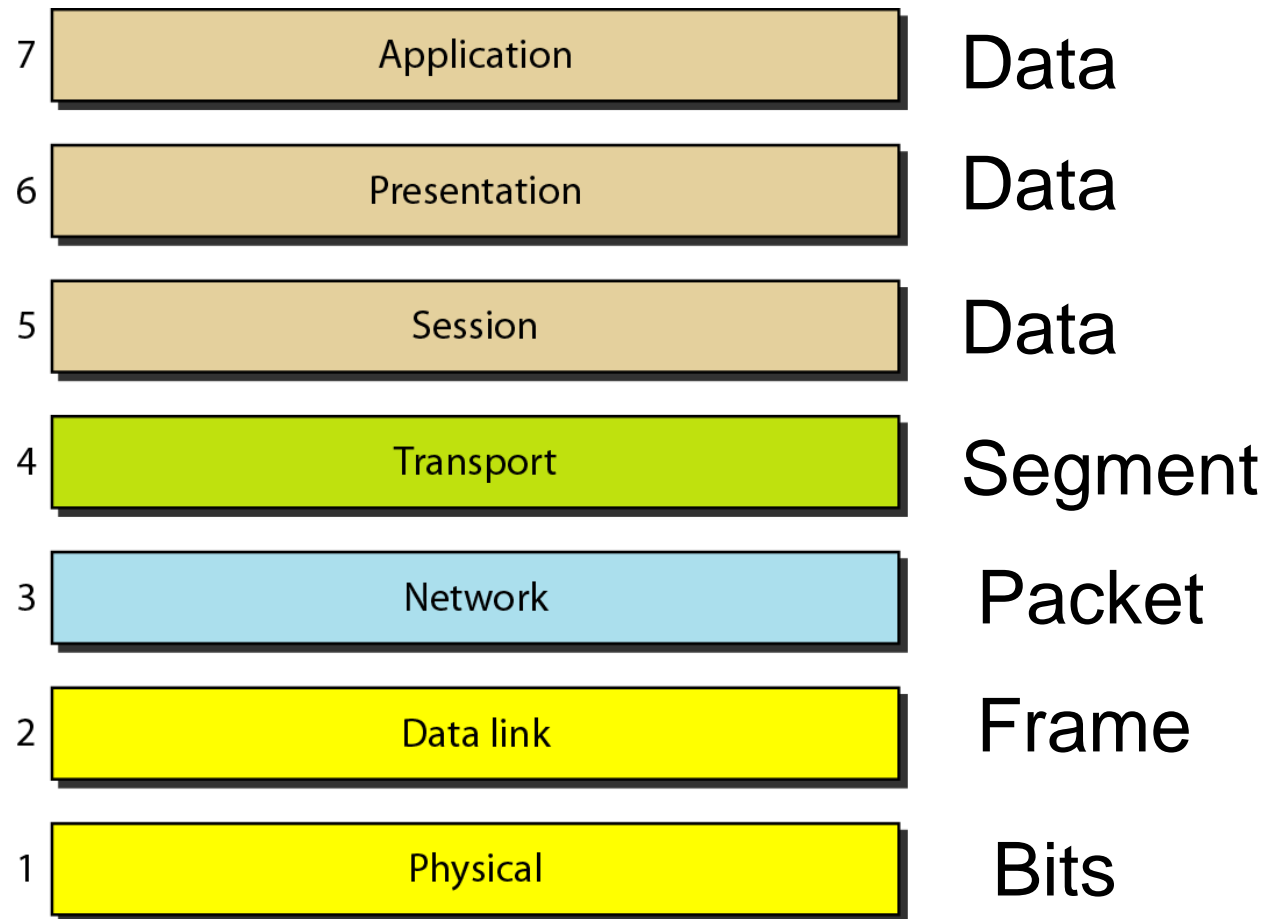 7 Application Data
6 Presentation Data
5 Session Data
4 Transport Segment
3 Network Packet
2 Data link Frame
1 Physical Bits